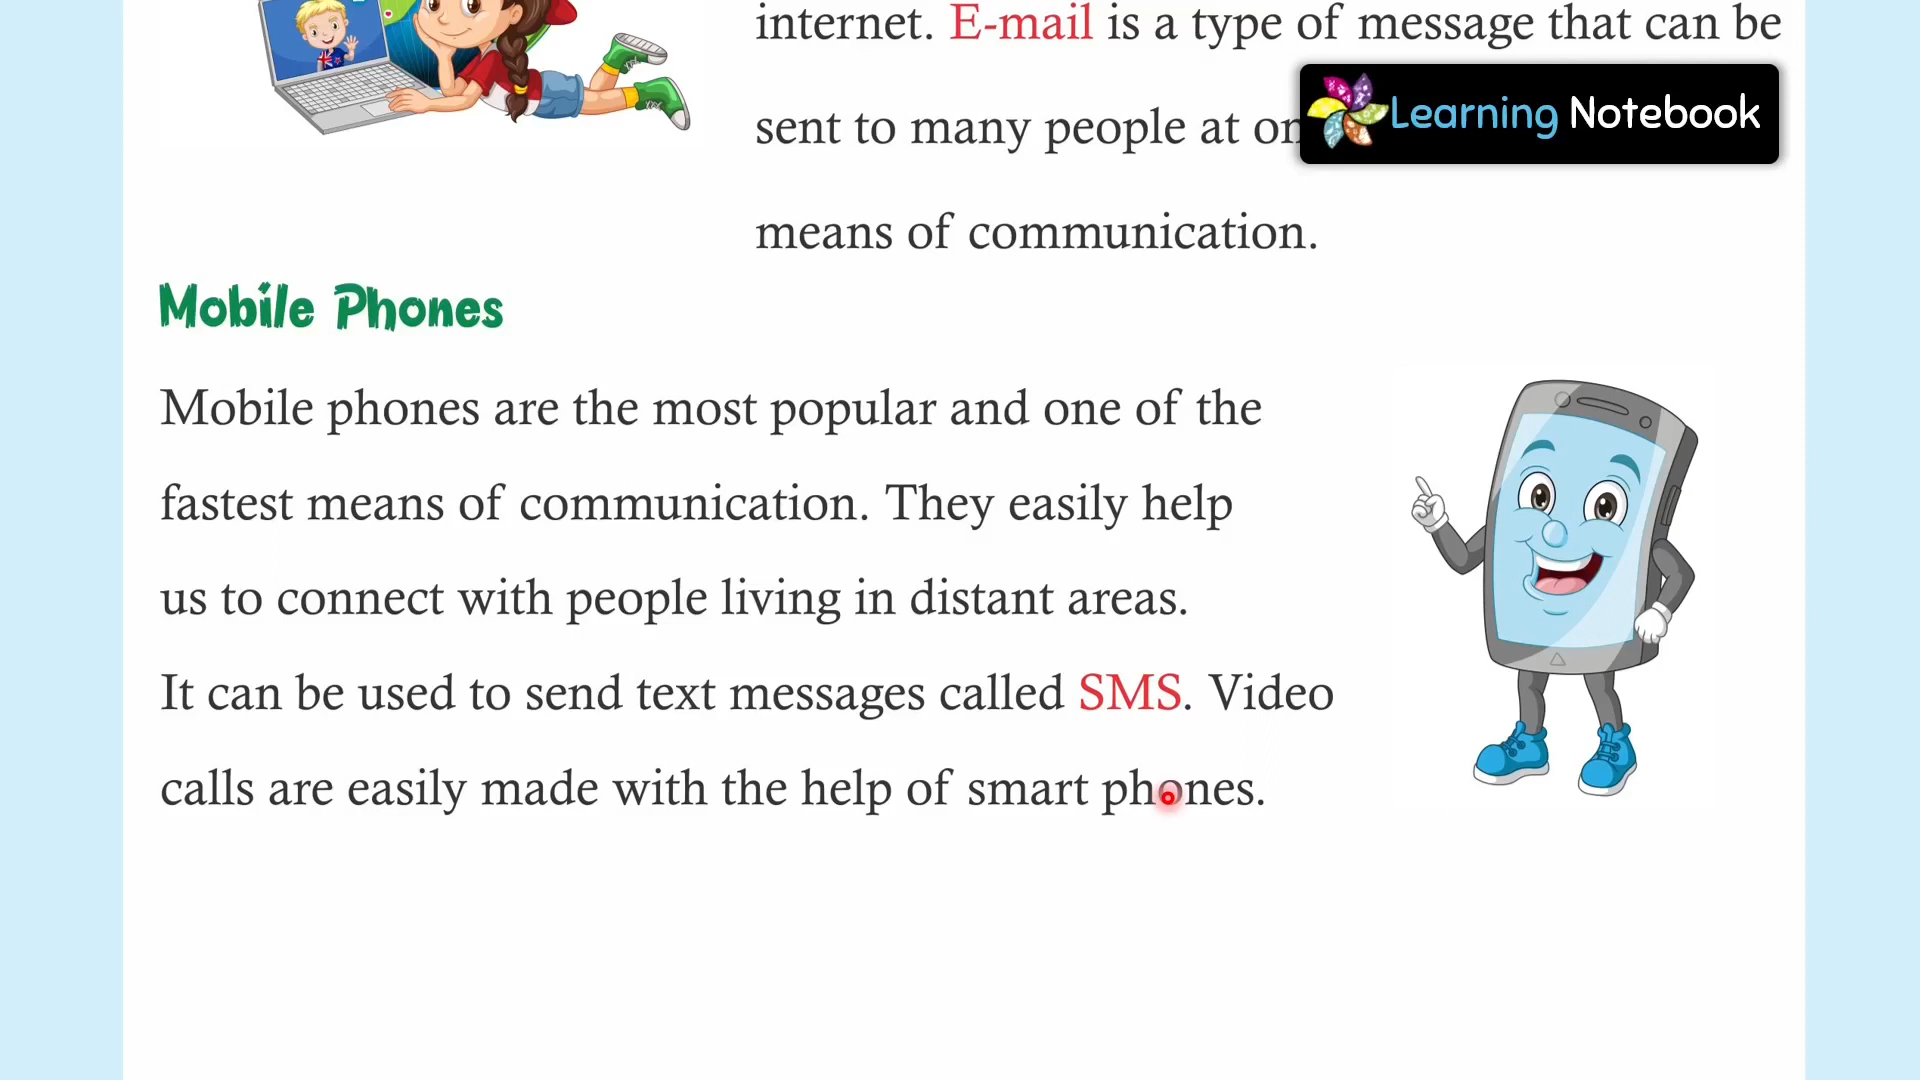 internet. E-mail is a type of message that can be
sent to many people at
Learning Notebook
means of communication.
Mobile Phones
Mobile phones are the most popular and one of the
fastest means of communication. They easily help
us to connect with people living in distant areas.
It can be used to send text messages called SMS. Video
calls are easily made with the help of smart phones.